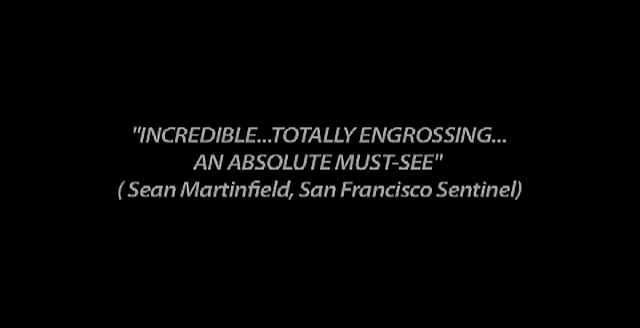 "INCREDIBLE...TOTALLY ENGROSSING...
AN ABSOLUTE MUST-SEE"
( Sean Martinfield, San Francisco Sentinel)